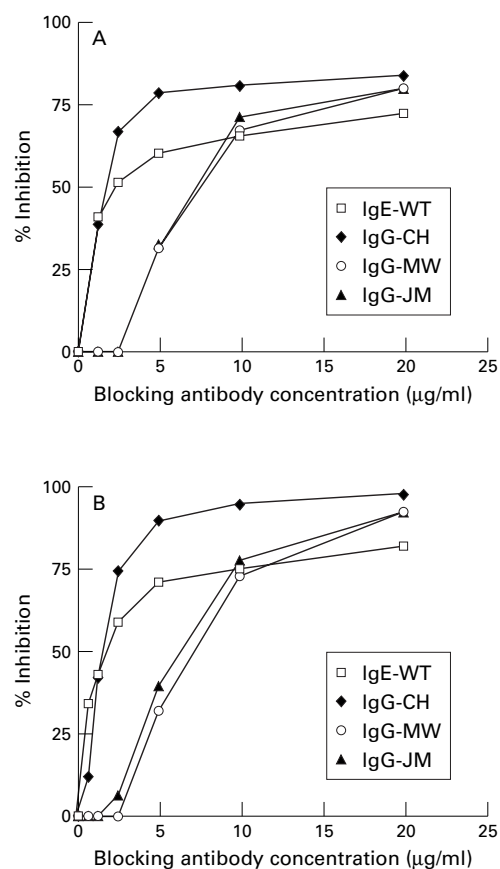 100
A
75
50
25
0
% Inhibition
IgE-WT
IgG-CH
IgG-MW
IgG-JM
0 5 10 15 20 25
Blocking antibody concentration (µg/ml)
100
B
75
50
25
0
% Inhibition
IgE-WT
IgG-CH
IgG-MW
IgG-JM
0 5 10 15 20 25
Blocking antibody concentration (µg/ml)